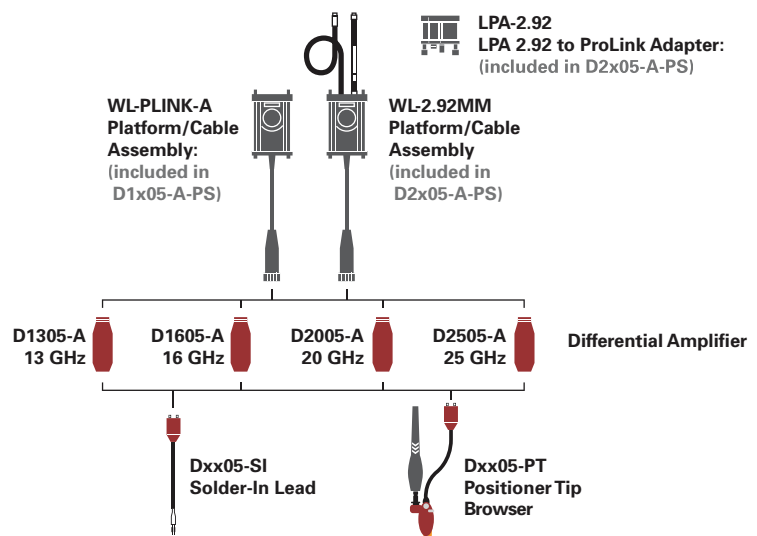 LPA-2.92
LPA 2.92 to ProLink Adapter:
(included in D2x05-A-PS)
WL-PLINK-A
Platform/Cable
Assembly:
(included in
D1x05-A-PS)
WL-2.92MM
Platform/Cable
Assembly
(included in
D2x05-A-PS)
D1305-A
13 GHz
D1605-A
16 GHz
D2005-A
20 GHz
D2505-A
25 GHz
Differential Amplifier
Dxx05-SI
Solder-In Lead
Dxx05-PT
Positioner Tip
Browser